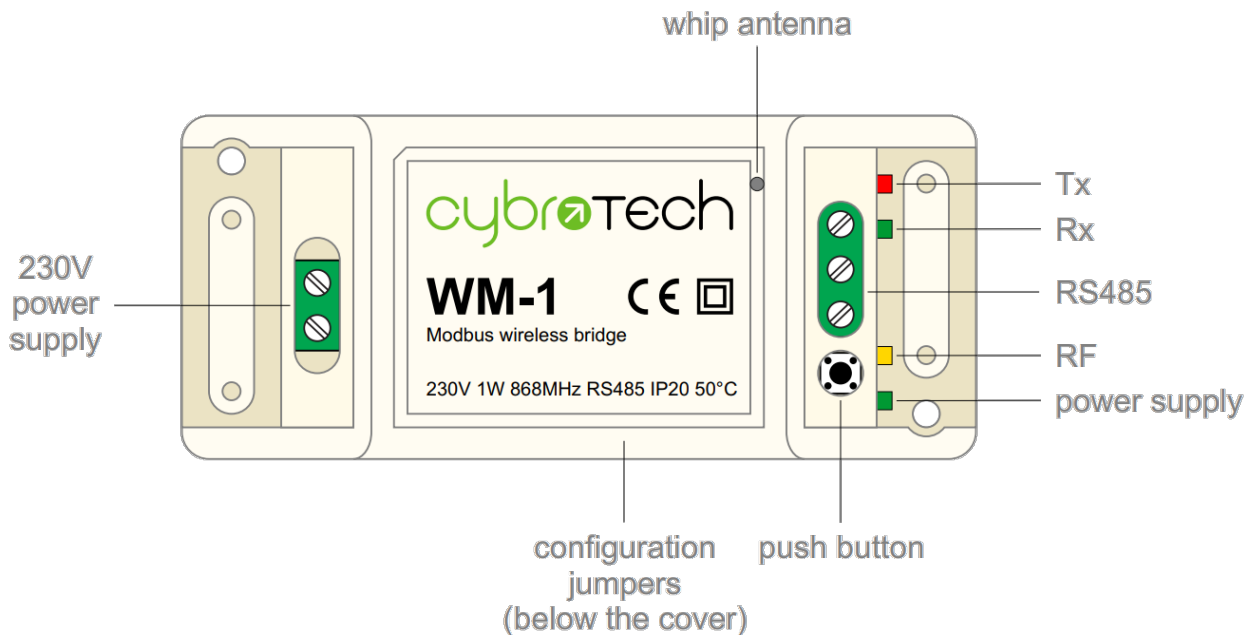 whip antenna
Tx
Rx
230V
power
supply
RS485
RF
power supply
cybrotech
WM-1 CE
Modbus wireless bridge
230V 1W 868MHz RS485 IP20 50°C
configuration
jumpers
(below the cover)
push button